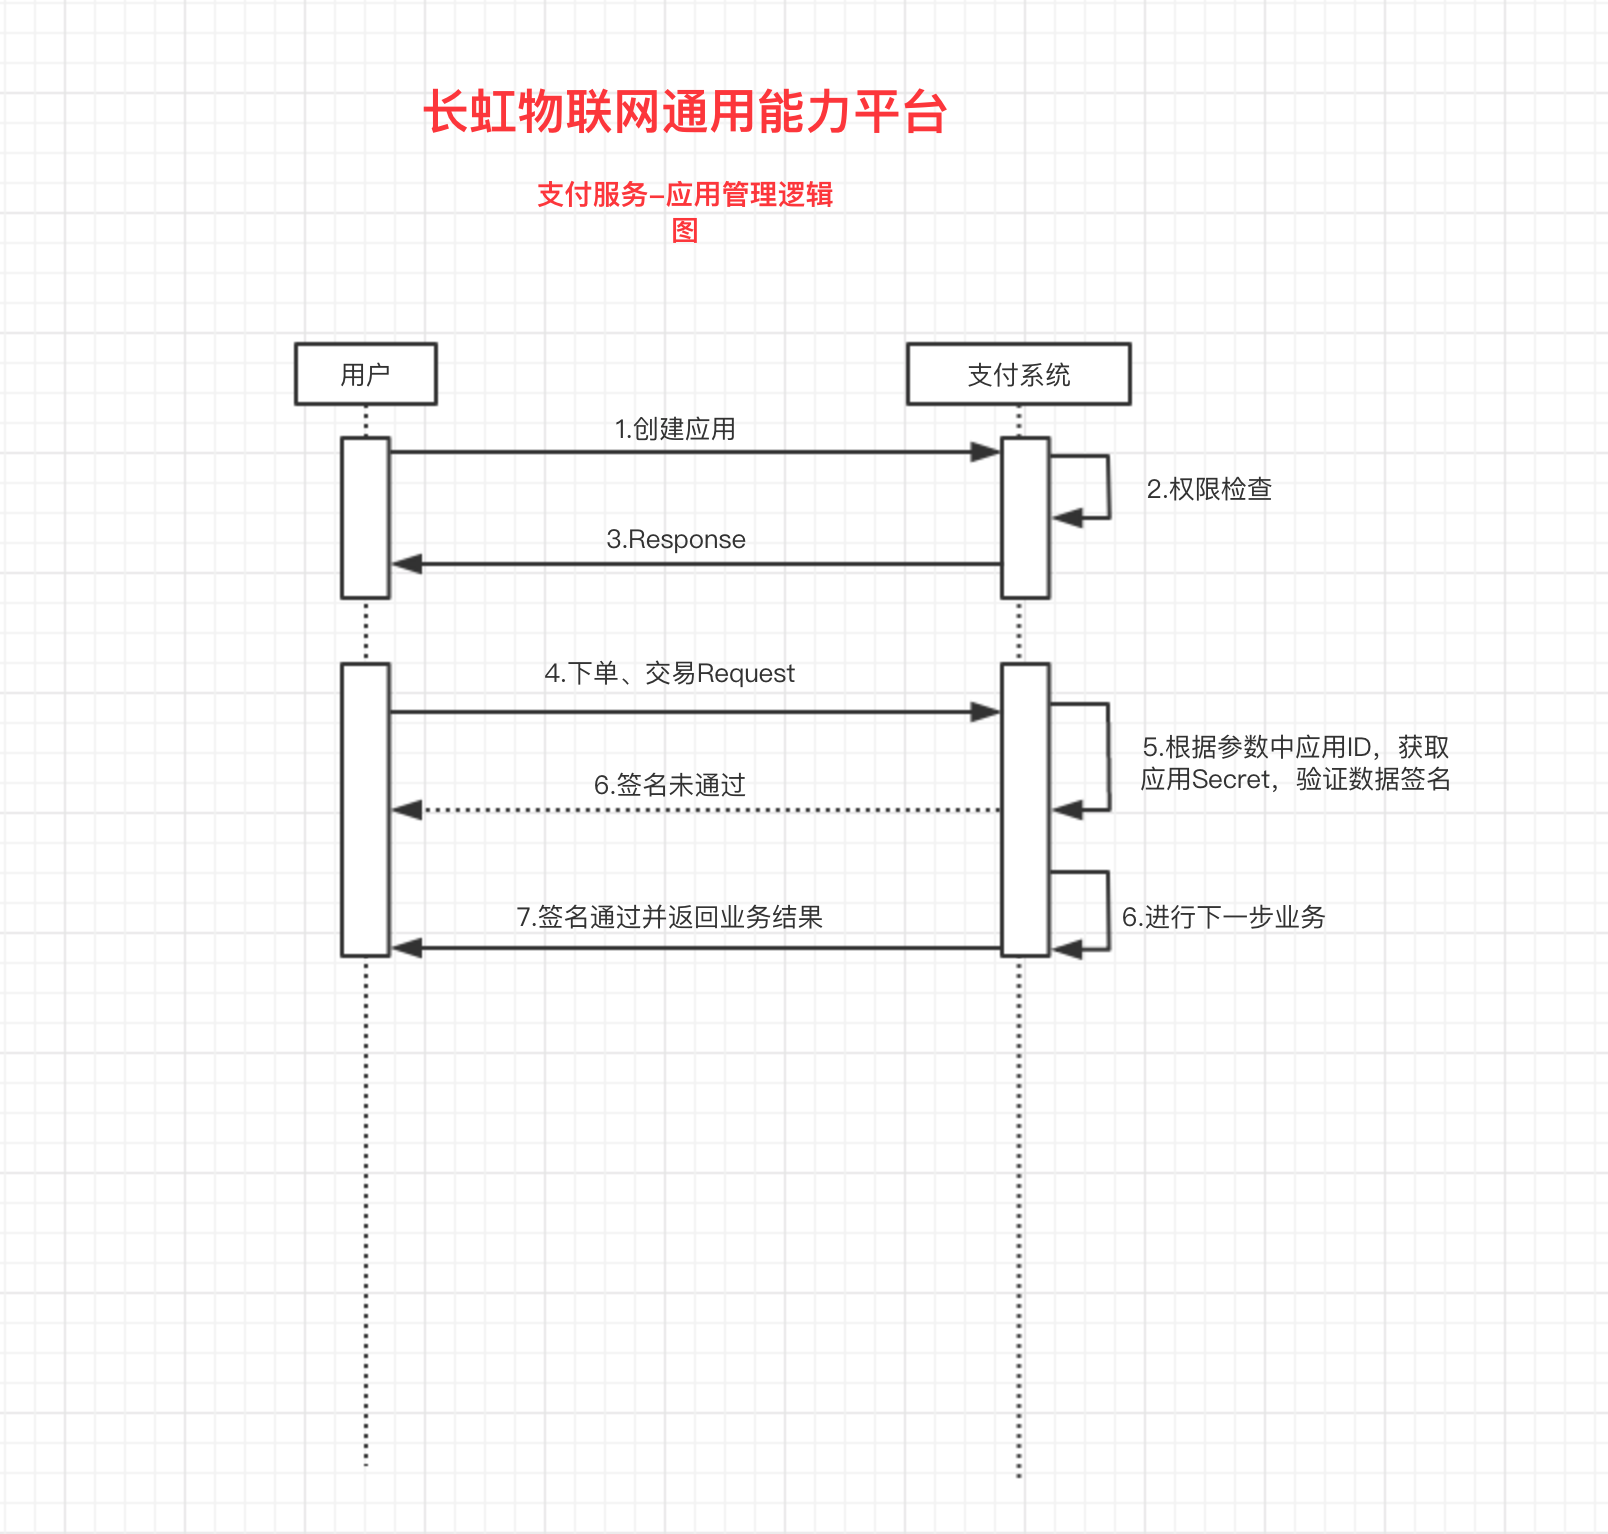 长虹物联网通用能力平台
支付服务-应用管理逻辑
图
用户
支付系统
1.创建应用
2.权限检查
3.Response
4.下单、交易Request
5.根据参数中应用ID，获取
应用Secret，验证数据签名
6.签名未通过
7.签名通过并返回业务结果
6.进行下一步业务